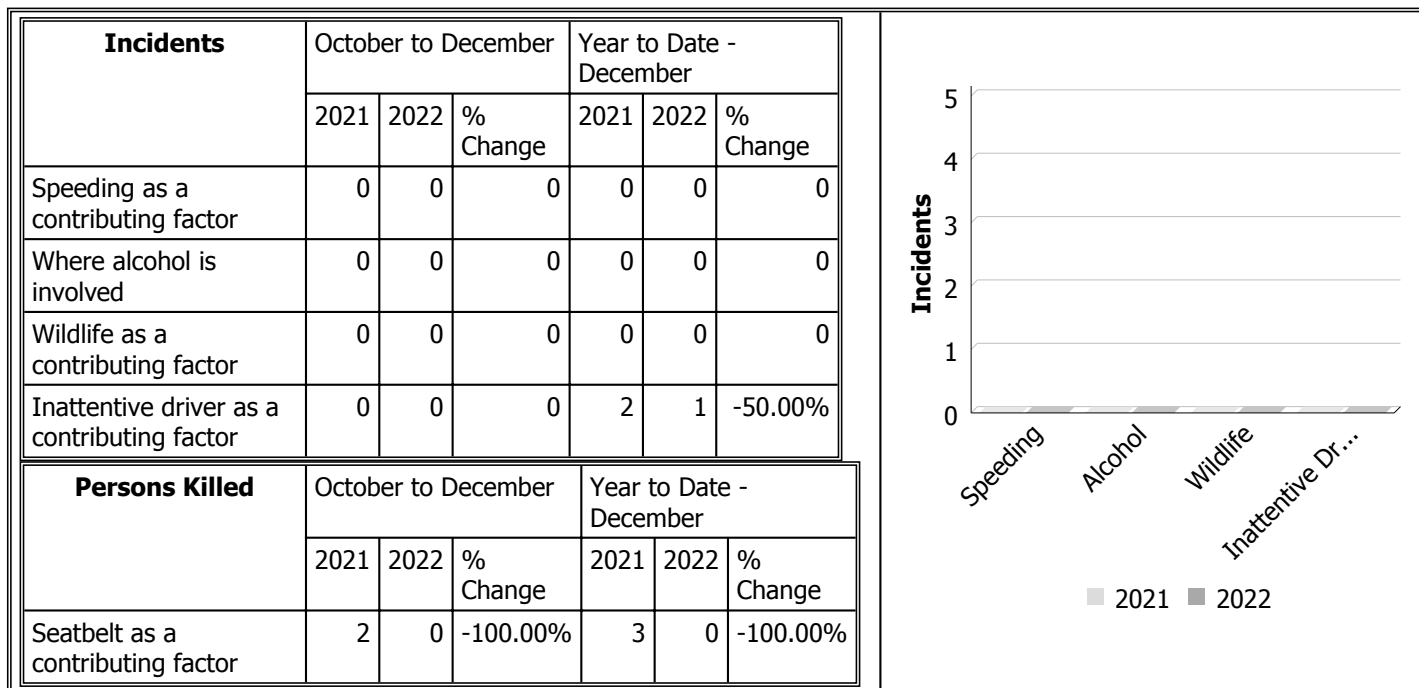 Incidents October to December Year to Date -
December
2021 2022 % 2021 2022 %
Change Change
Speeding as a 0 0 0 0 0 0
contributing factor
Where alcohol is 0 0 0 0 0 0
involved
Wildlife as a 0 0 0 0 0 0
contributing factor
Inattentive driver as a 0 0 0 2 1 -50.00%
contributing factor
Persons Killed October to December Year to Date -
December
2021 2022 % 2021 2022 %
Change Change
Seatbelt as a 2 0 -100.00% 3 0 -100.00%
contributing factor
Incidents
5
4
3
2
1
0
Speeding
Alcohol
Wildlife
Inattentive Dr...
2021 2022